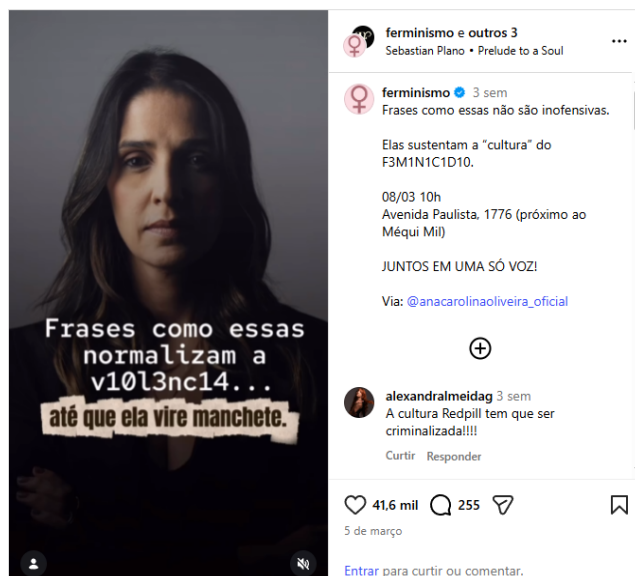 Frases como essas
normalizam a
v10l3nc14...
até que ela vire manchete.
ferminismo e outros 3
Sebastian Plano • Prelude to a Soul
ferminismo 3 sem
Frases como essas não são inofensivas.
Elas sustentam a “cultura” do
F3M1N1C1D10.
08/03 10h
Avenida Paulista, 1776 (próximo ao
Méqui Mil)
JUNTOS EM UMA SÓ VOZ!
Via: @anacarolinaoliveira_oficial
alexandralmeidag 3 sem
A cultura Redpill tem que ser
criminalizada!!!!
Curtir Responder
41,6 mil 255
5 de março
Entrar para curtir ou comentar.